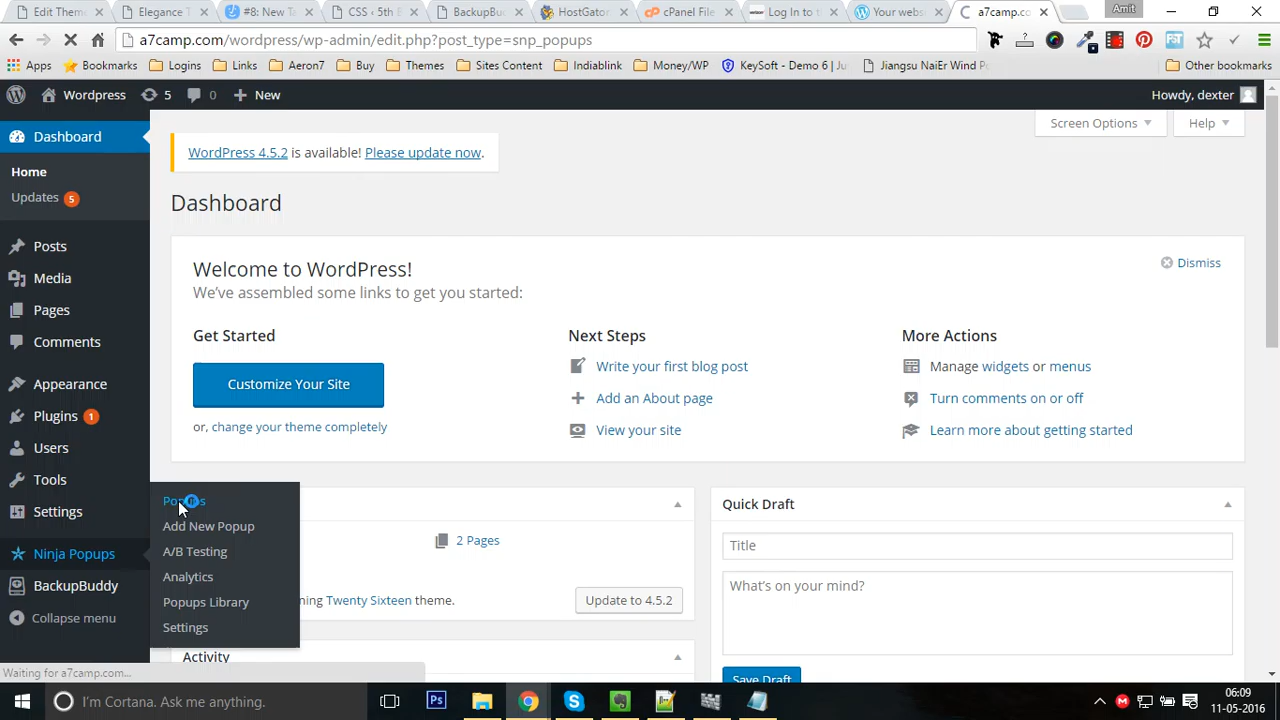 Edit Theme
Elegance T
#8: New Ta
CSS ‹ 5th B
BackupBud
HostGator
cPanel File
Log In to t
Your webs
a7camp.co
Amit
a7camp.com/wordpress/wp-admin/edit.php?post_type=snp_popups
Apps
Bookmarks
Logins
Links
Aeron7
Buy
Themes
Sites Content
Indiablink
Money/WP
KeySoft - Demo 6 | Ju
Jiangsu NaiEr Wind Po
Other bookmarks
Wordpress
5
0
New
Howdy, dexter
Dashboard
Home
Updates 5
Posts
Media
Pages
Comments
Appearance
Plugins 1
Users
Tools
Settings
Ninja Popups
BackupBuddy
Collapse menu
Add New Popup
A/B Testing
Analytics
Popups Library
Settings
Screen Options
Help
WordPress 4.5.2 is available! Please update now.
Dashboard
Welcome to WordPress!
We've assembled some links to get you started:
Dismiss
Get Started
Customize Your Site
or, change your theme completely
Next Steps
Write your first blog post
Add an About page
View your site
More Actions
Manage widgets or menus
Turn comments on or off
Learn more about getting started
2 Pages
Twenty Sixteen theme.
Update to 4.5.2
Activity
Quick Draft
Title
What's on your mind?
Save Draft
Waiting for a7camp.com...
I'm Cortana. Ask me anything.
06:09
11-05-2016